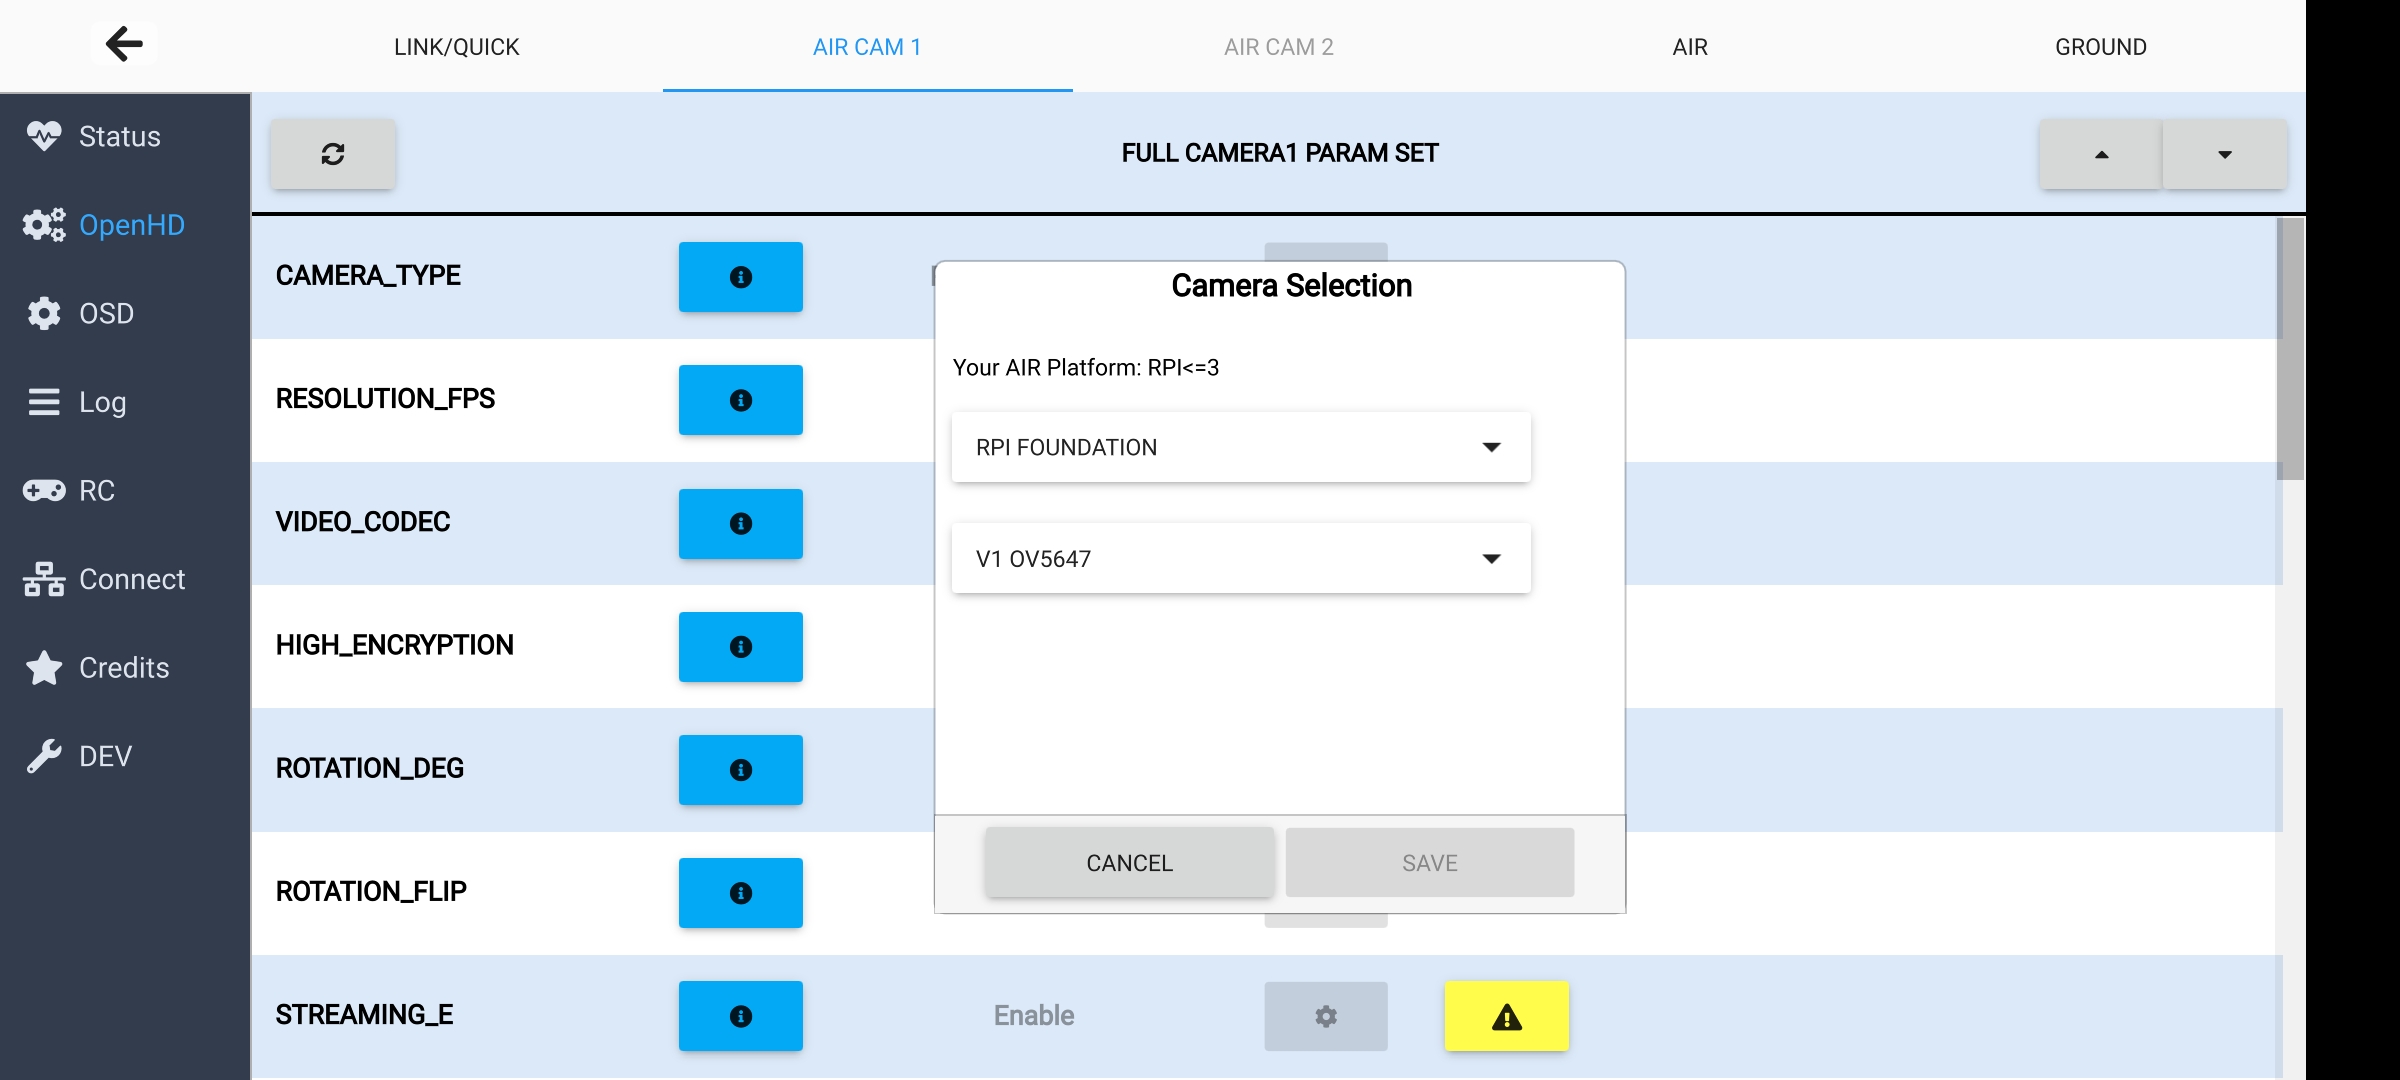 LINK/QUICK
AIR CAM 1
AIR CAM 2
AIR
GROUND
Status
OpenHD
OSD
Log
RC
Connect
Credits
DEV
FULL CAMERA1 PARAM SET
CAMERA_TYPE
RESOLUTION_FPS
VIDEO_CODEC
HIGH_ENCRYPTION
ROTATION_DEG
ROTATION_FLIP
STREAMING_E
Enable
Camera Selection
Your AIR Platform: RPI<=3
RPI FOUNDATION
V1 OV5647
CANCEL
SAVE